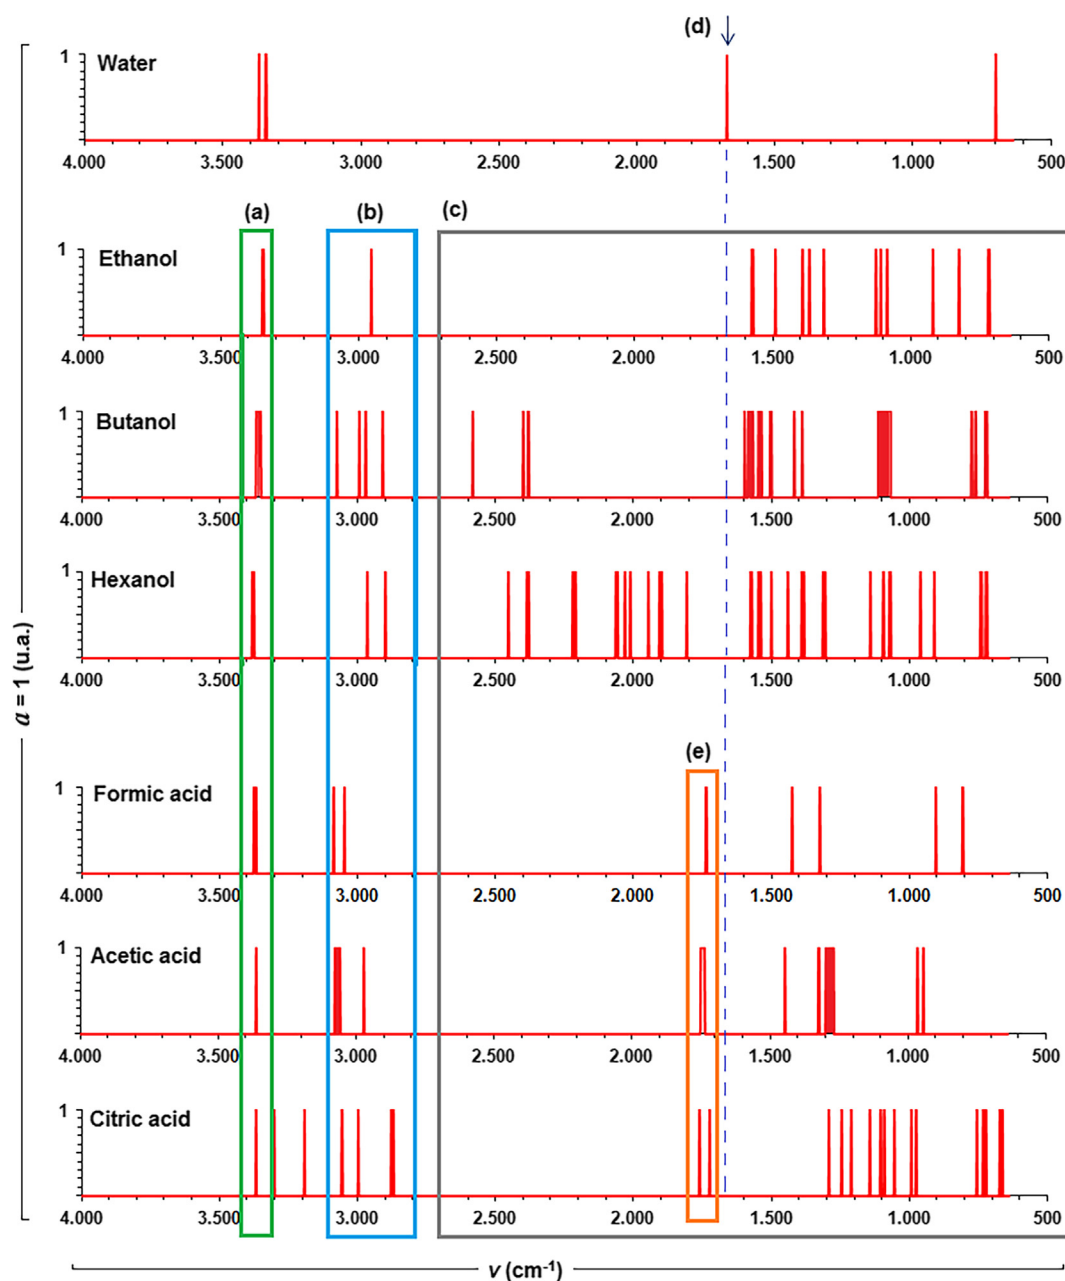 (d)
1 Water
4.000 3.500 3.000 2.500 2.000 1.500 1.000 500
(a) (b) (c)
1 Ethanol
4.000 3.500 3.000 2.500 2.000 1.500 1.000 500
1 Butanol
4.000 3.500 3.000 2.500 2.000 1.500 1.000 500
1 Hexanol
4.000 3.500 3.000 2.500 2.000 1.500 1.000 500
a = 1 (u.a.)
(e)
1 Formic acid
4.000 3.500 3.000 2.500 2.000 1.500 1.000 500
1 Acetic acid
4.000 3.500 3.000 2.500 2.000 1.500 1.000 500
1 Citric acid
4.000 3.500 3.000 2.500 2.000 1.500 1.000 500
ν (cm⁻¹)